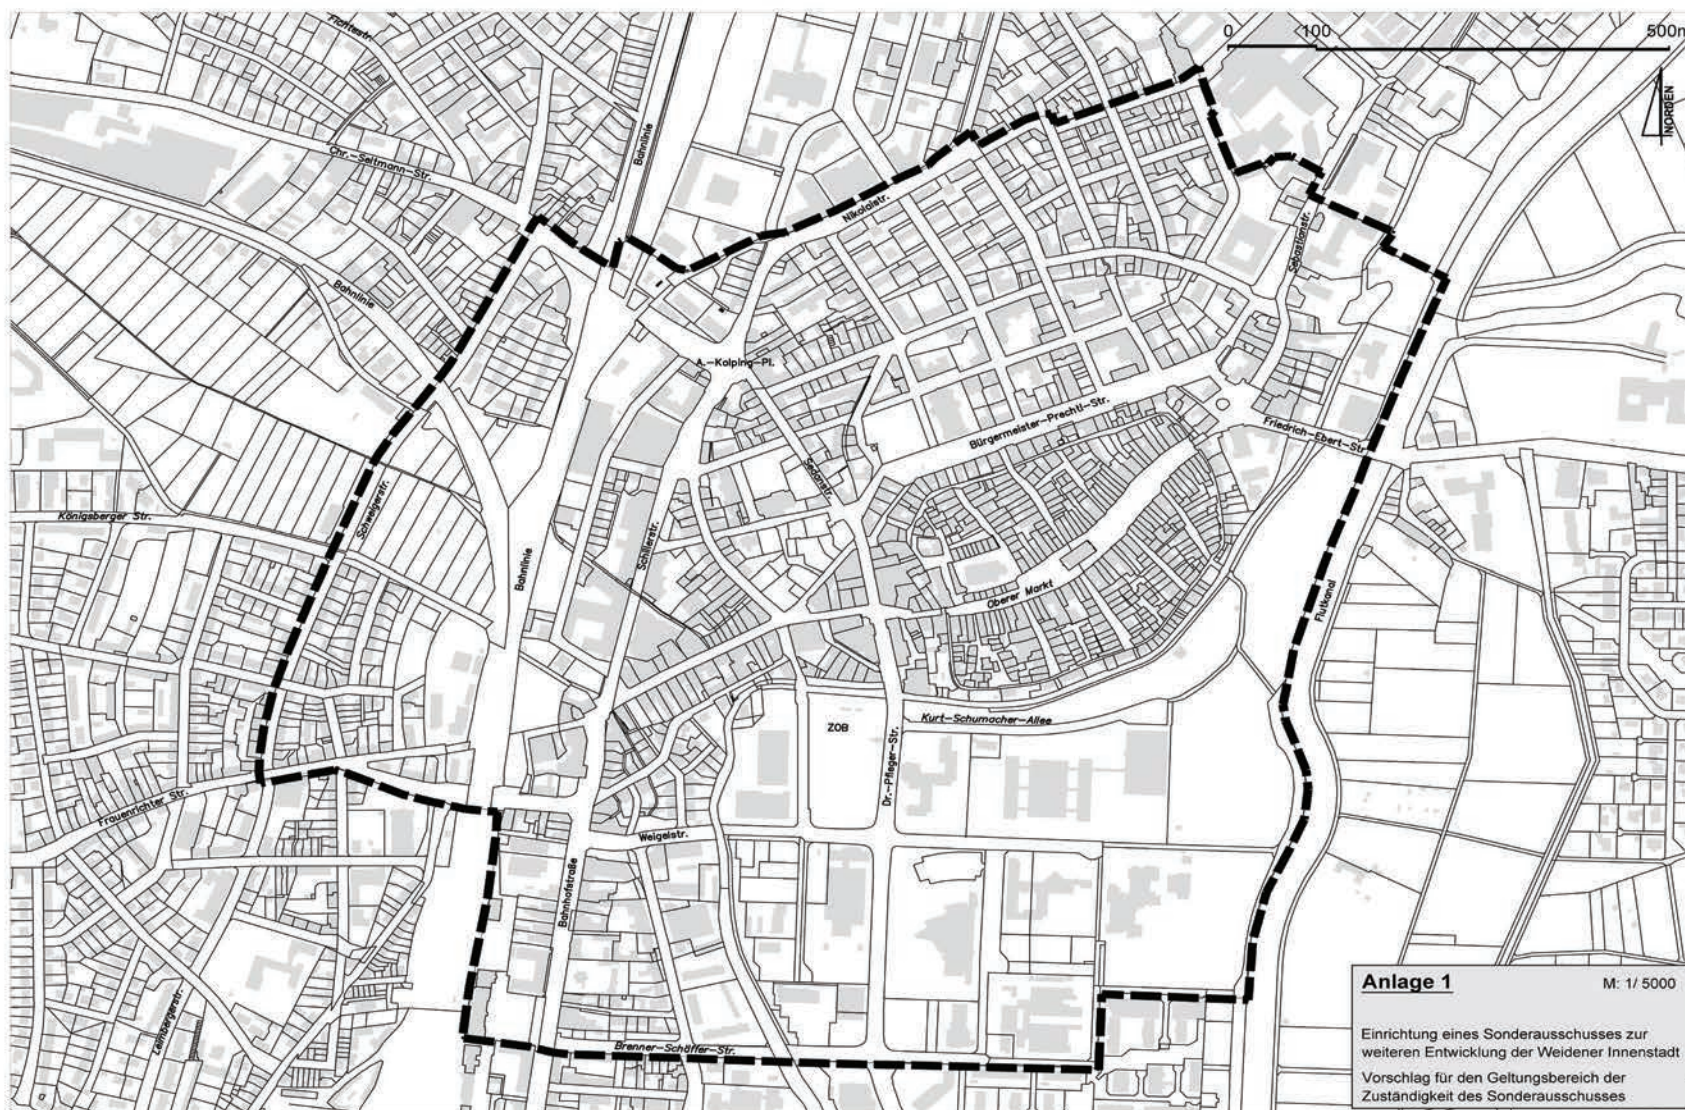 Fichtestr.
0 100 500m
NORDEN
Bahnlinie
Chr.-Seltmann-Str.
Nikolaistr.
Sebastianstr.
Bahnlinie
A.-Kolping-Pl.
Bürgermeister-Prechtl-Str.
Friedrich-Ebert-Str.
Sedanstr.
Schweigerstr.
Königsberger Str.
Schillerstr.
Bahnlinie
Oberer Markt
Flutkanal
Kurt-Schumacher-Allee
ZOB
Dr.-Pfleger-Str.
Frauenrichter Str.
Weigelstr.
Bahnhofstraße
Leimbergerstr.
Brenner-Schäffer-Str.
Anlage 1 M: 1/ 5000
Einrichtung eines Sonderausschusses zur
weiteren Entwicklung der Weidener Innenstadt
Vorschlag für den Geltungsbereich der
Zuständigkeit des Sonderausschusses